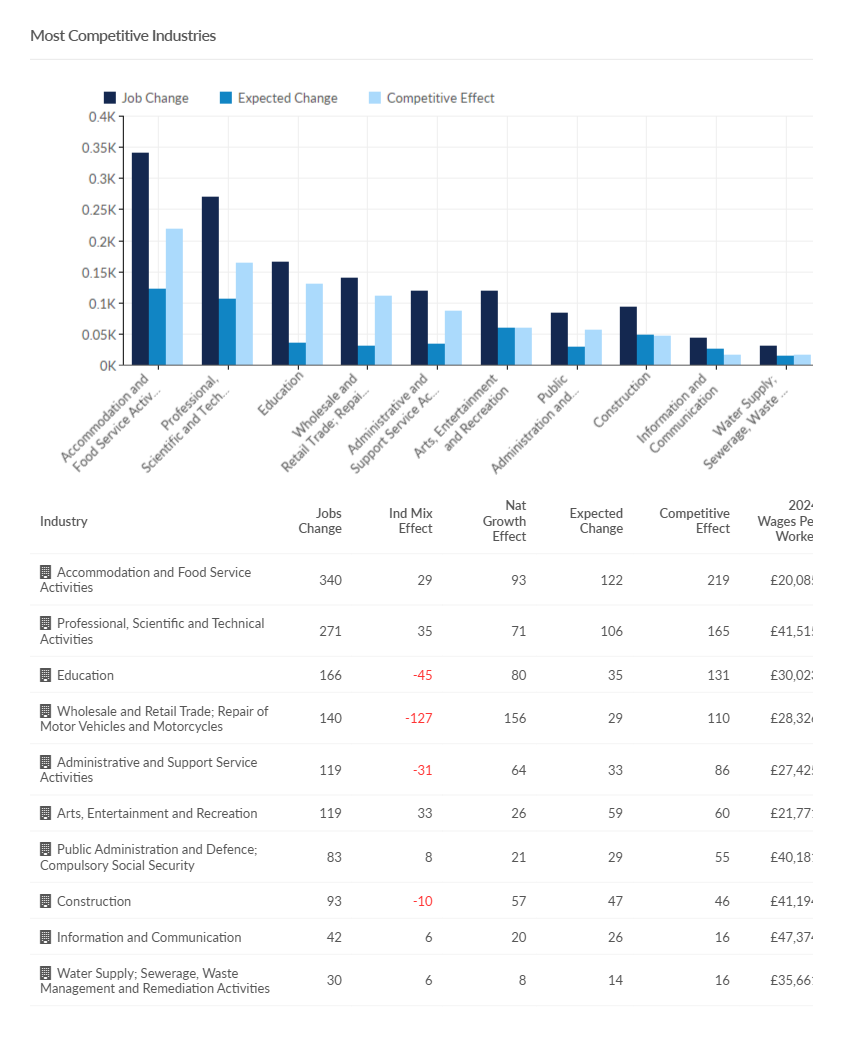 Most Competitive Industries
Job Change Expected Change Competitive Effect
0.4K
0.35K
0.3K
0.25K
0.2K
0.15K
0.1K
0.05K
0K
Accommodation and
Food Service Activ...
Professional,
Scientific and Tech...
Education
Wholesale and
Retail Trade; Repai...
Administrative and
Support Service Ac...
Arts, Entertainment
and Recreation
Public
Administration and...
Construction
Information and
Communication
Water Supply;
Sewerage, Waste ...
Industry
Jobs
Change
Ind Mix
Effect
Nat
Growth
Effect
Expected
Change
Competitive
Effect
Wages
Accommodation and Food Service
Activities
340 29 93 122 219
Professional, Scientific and Technical
Activities
271 35 71 106 165
Education 166 -45 80 35 131
Wholesale and Retail Trade; Repair of
Motor Vehicles and Motorcycles
140 -127 156 29 110
Administrative and Support Service
Activities
119 -31 64 33 86
Arts, Entertainment and Recreation 119 33 26 59 60
Public Administration and Defence;
Compulsory Social Security
83 8 21 29 55
Construction 93 -10 57 47 46
Information and Communication 42 6 20 26 16
Water Supply; Sewerage, Waste
Management and Remediation Activities
30 6 8 14 16